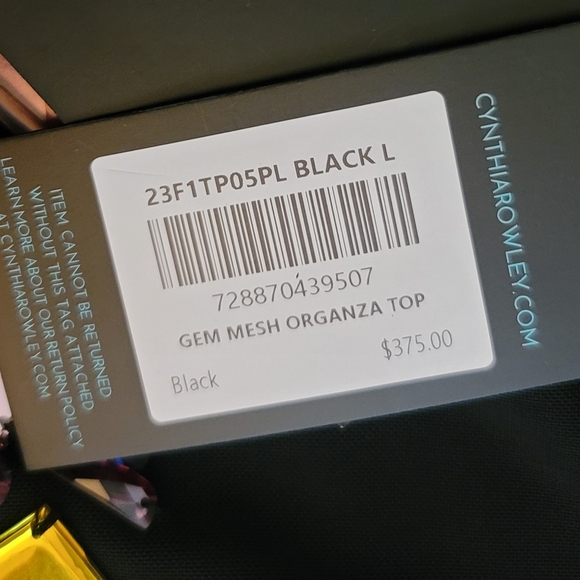 23F1TP05PL BLACK L
728870439507
GEM MESH ORGANZA TOP
Black
$375.00
CYNTHIAROWLEY.COM
ITEM CANNOT BE RETURNED
WITHOUT THIS TAG ATTACHED
LEARN MORE ABOUT OUR RETURN POLICY
AT CYNTHIAROWLEY.COM